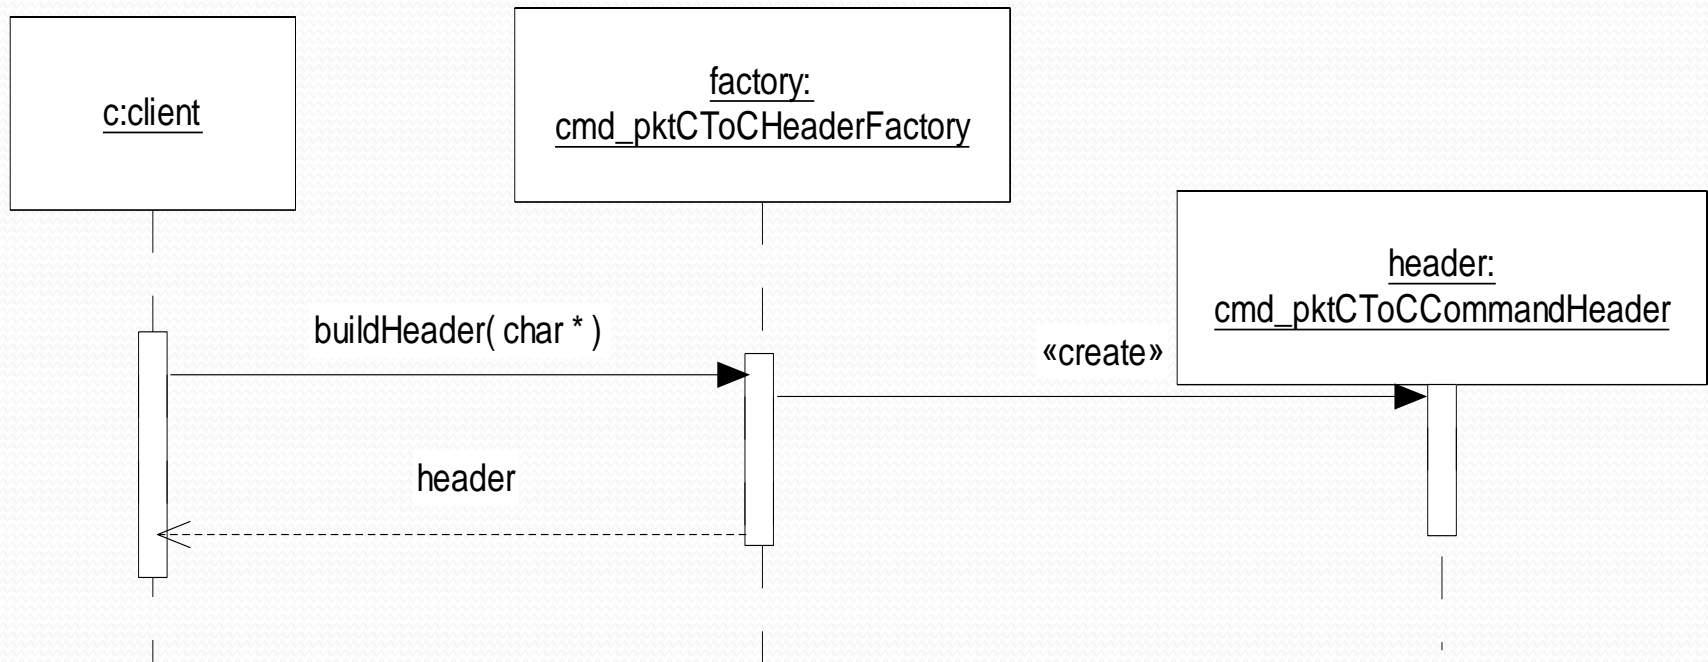 c:client
factory:
cmd_pktCToCHeaderFactory
header:
cmd_pktCToCCommandHeader
buildHeader( char * )
«create»
header